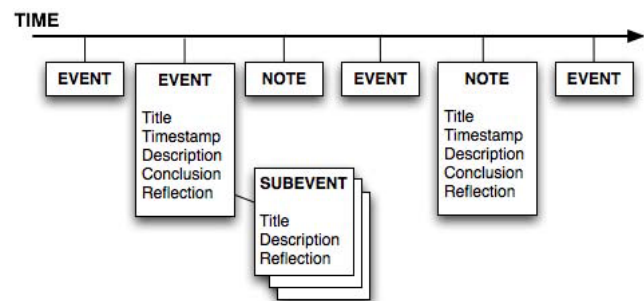 TIME
EVENT
EVENT
Title
Timestamp
Description
Conclusion
Reflection
NOTE
EVENT
NOTE
Title
Timestamp
Description
Conclusion
Reflection
EVENT
SUBEVENT
Title
Description
Reflection